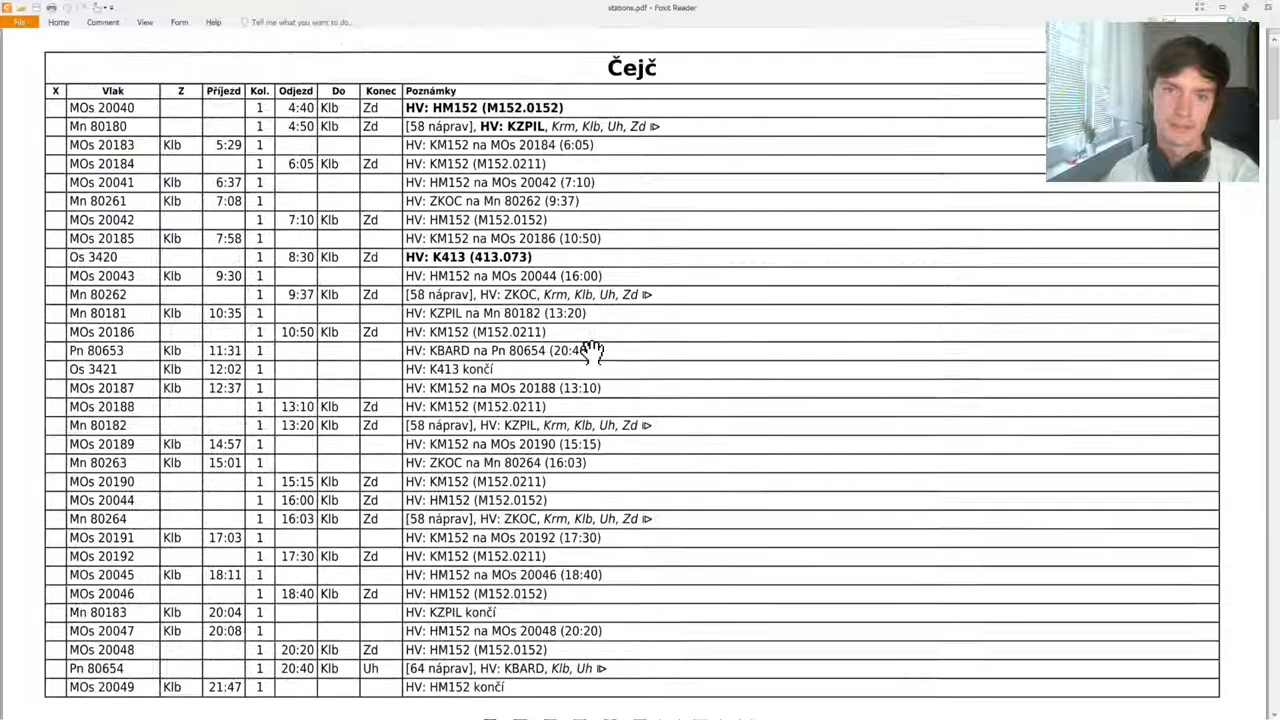 stations.pdf - Foxit Reader
File Home Comment View Form Help Tell me what you want to do..
Čejč
X Vlak Z Příjezd Kol. Odjezd Do Konec Poznámky
MOs 20040 1 4:40 Klb Zd HV: HM152 (M152.0152)
Mn 80180 1 4:50 Klb Zd [58 náprav], HV: KZPIL, Krm, Klb, Uh, Zd
MOs 20183 Klb 5:29 1 HV: KM152 na MOs 20184 (6:05)
MOs 20184 1 6:05 Klb Zd HV: KM152 (M152.0211)
MOs 20041 Klb 6:37 1 HV: HM152 na MOs 20042 (7:10)
Mn 80261 Klb 7:08 1 HV: ZKOC na Mn 80262 (9:37)
MOs 20042 1 7:10 Klb Zd HV: HM152 (M152.0152)
MOs 20185 Klb 7:58 1 HV: KM152 na MOs 20186 (10:50)
Os 3420 1 8:30 Klb Zd HV: K413 (413.073)
MOs 20043 Klb 9:30 1 HV: HM152 na MOs 20044 (16:00)
Mn 80262 1 9:37 Klb Zd [58 náprav], HV: ZKOC, Krm, Klb, Uh, Zd
Mn 80181 Klb 10:35 1 HV: KZPIL na Mn 80182 (13:20)
MOs 20186 1 10:50 Klb Zd HV: KM152 (M152.0211)
Pn 80653 Klb 11:31 1 HV: KBARD na Pn 80654
Os 3421 Klb 12:02 1 HV: K413 končí
MOs 20187 Klb 12:37 1 HV: KM152 na MOs 20188 (13:10)
MOs 20188 1 13:10 Klb Zd HV: KM152 (M152.0211)
Mn 80182 1 13:20 Klb Zd [58 náprav], HV: KZPIL, Krm, Klb, Uh, Zd
MOs 20189 Klb 14:57 1 HV: KM152 na MOs 20190 (15:15)
Mn 80263 Klb 15:01 1 HV: ZKOC na Mn 80264 (16:03)
MOs 20190 1 15:15 Klb Zd HV: KM152 (M152.0211)
MOs 20044 1 16:00 Klb Zd HV: HM152 (M152.0152)
Mn 80264 1 16:03 Klb Zd [58 náprav], HV: ZKOC, Krm, Klb, Uh, Zd
MOs 20191 Klb 17:03 1 HV: KM152 na MOs 20192 (17:30)
MOs 20192 1 17:30 Klb Zd HV: KM152 (M152.0211)
MOs 20045 Klb 18:11 1 HV: HM152 na MOs 20046 (18:40)
MOs 20046 1 18:40 Klb Zd HV: HM152 (M152.0152)
Mn 80183 Klb 20:04 1 HV: KZPIL končí
MOs 20047 Klb 20:08 1 HV: HM152 na MOs 20048 (20:20)
MOs 20048 1 20:20 Klb Zd HV: HM152 (M152.0152)
Pn 80654 1 20:40 Klb Uh [64 náprav], HV: KBARD, Klb, Uh
MOs 20049 Klb 21:47 1 HV: HM152 končí